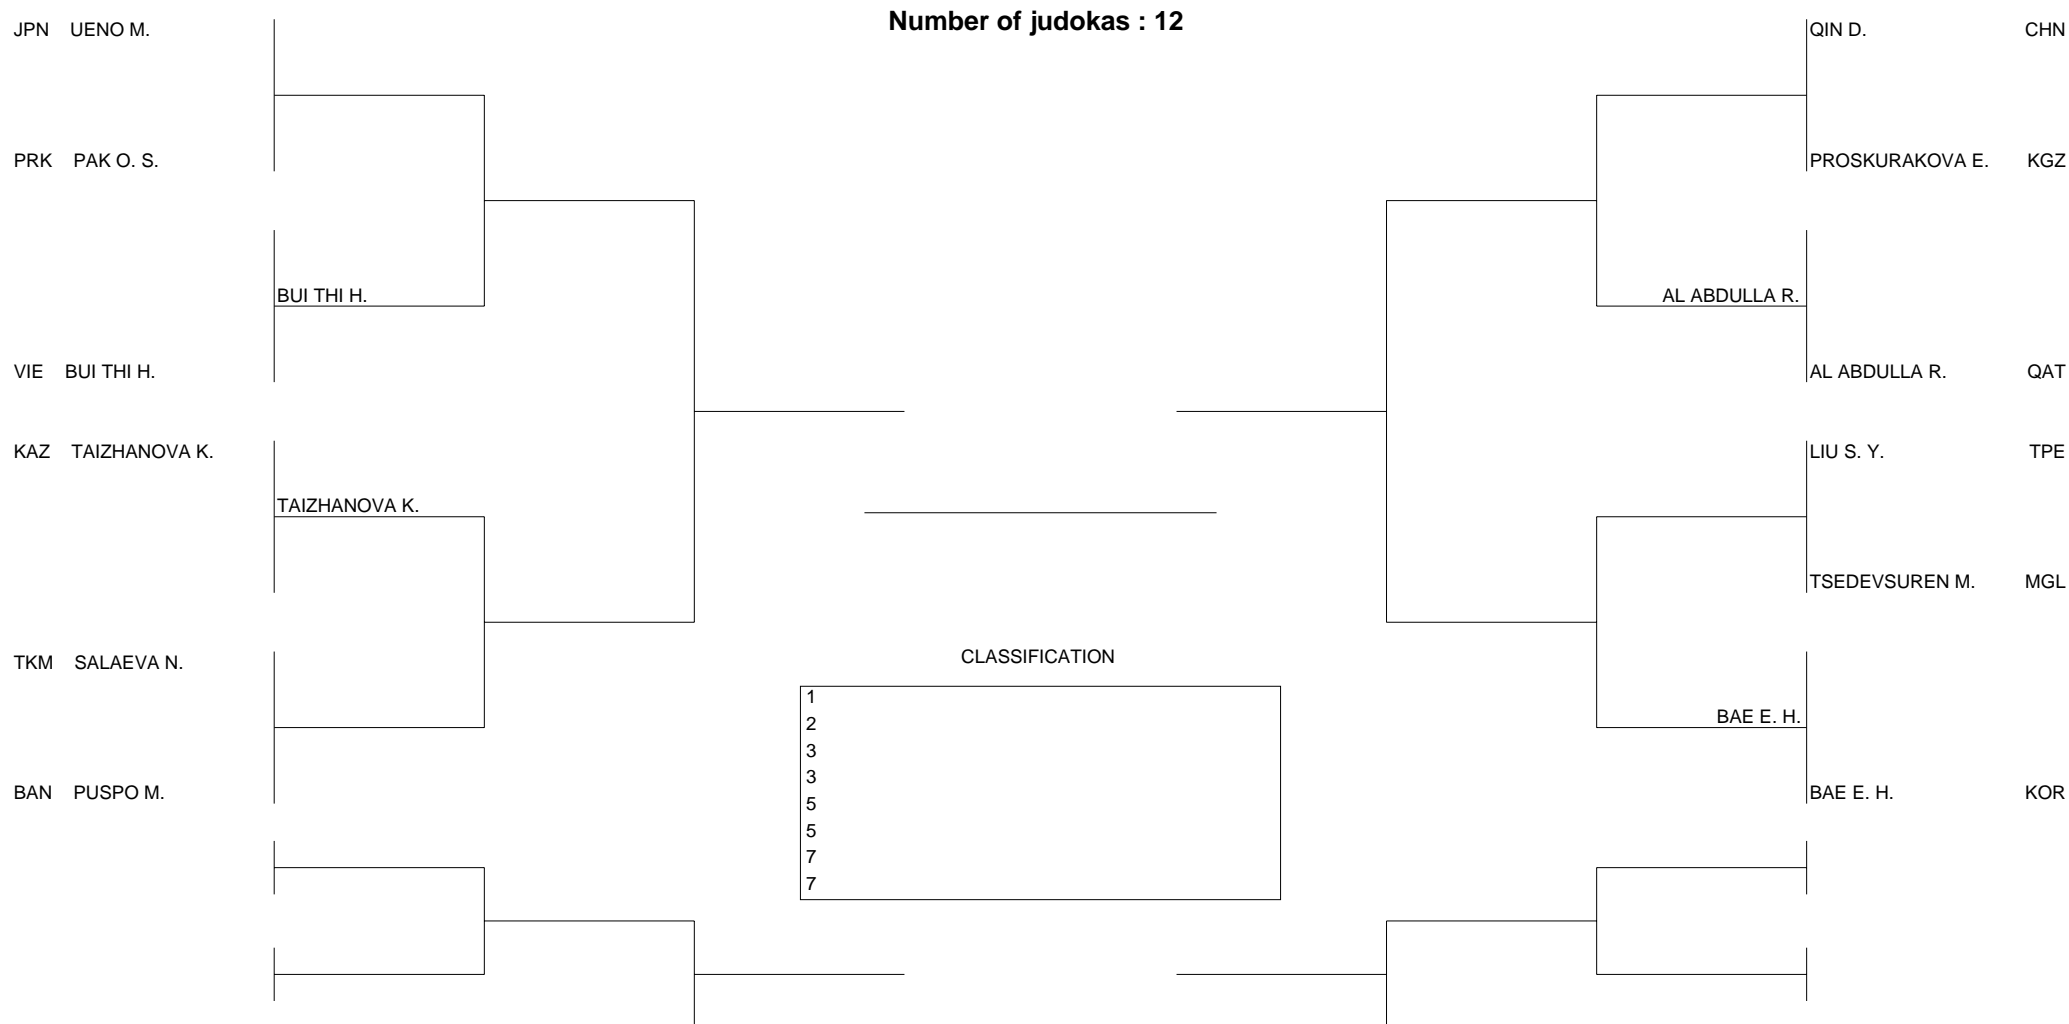 Number of judokas : 12
JPN UENO M.
PRK PAK O. S.
BUI THI H.
VIE BUI THI H.
KAZ TAIZHANOVA K.
TAIZHANOVA K.
TKM SALAEVA N.
BAN PUSPO M.
QIN D. CHN
PROSKURAKOVA E. KGZ
AL ABDULLA R.
AL ABDULLA R. QAT
LIU S. Y. TPE
TSEDEVSUREN M. MGL
BAE E. H.
BAE E. H. KOR
CLASSIFICATION
1
2
3
3
5
5
7
7